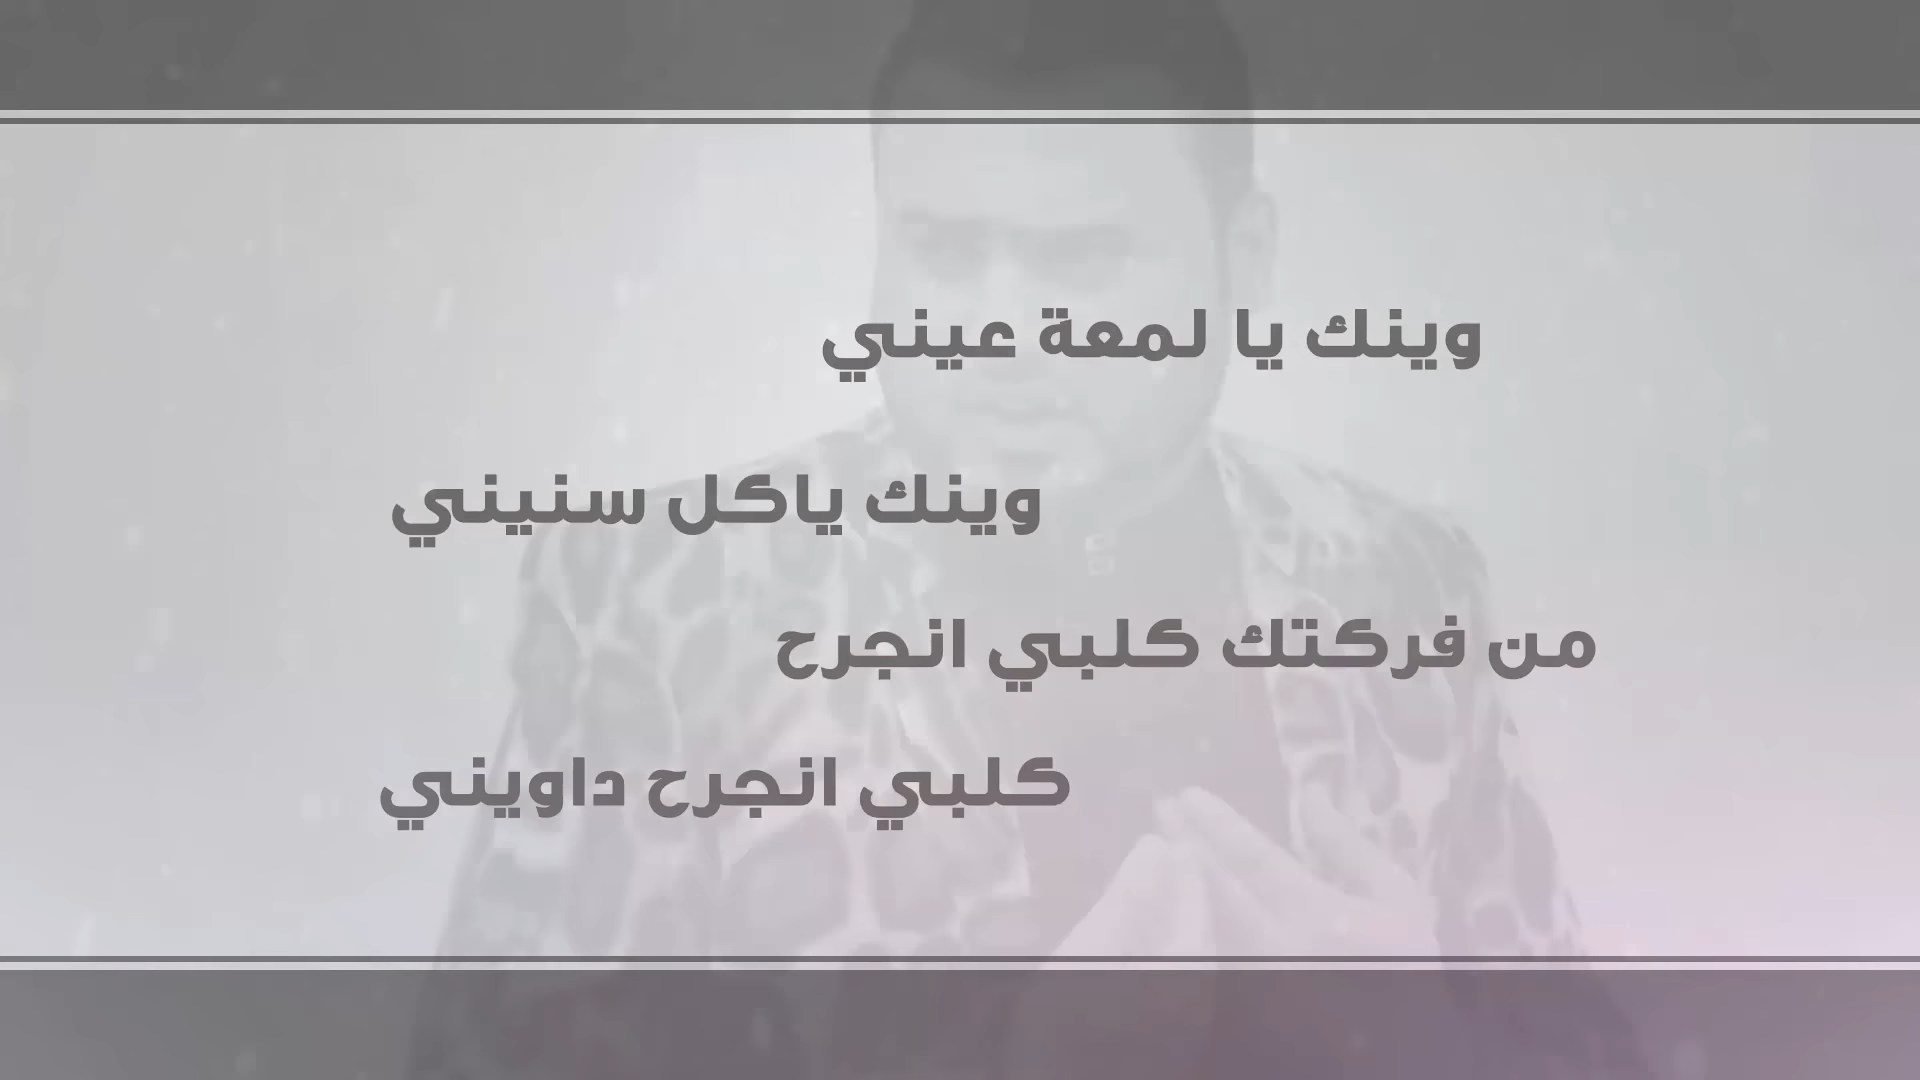 وينك يا لمعة عيني
وينك ياكل سنيني
من فركتك كلبي انجرح
كلبي انجرح داويني